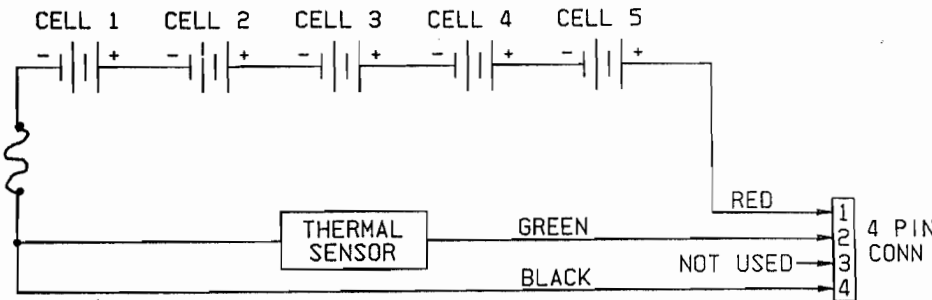 CELL 1 CELL 2 CELL 3 CELL 4 CELL 5
- + - + - + - + - +
RED
1
THERMAL
SENSOR
GREEN
2
4 PIN
CONN
NOT USED
3
BLACK
4